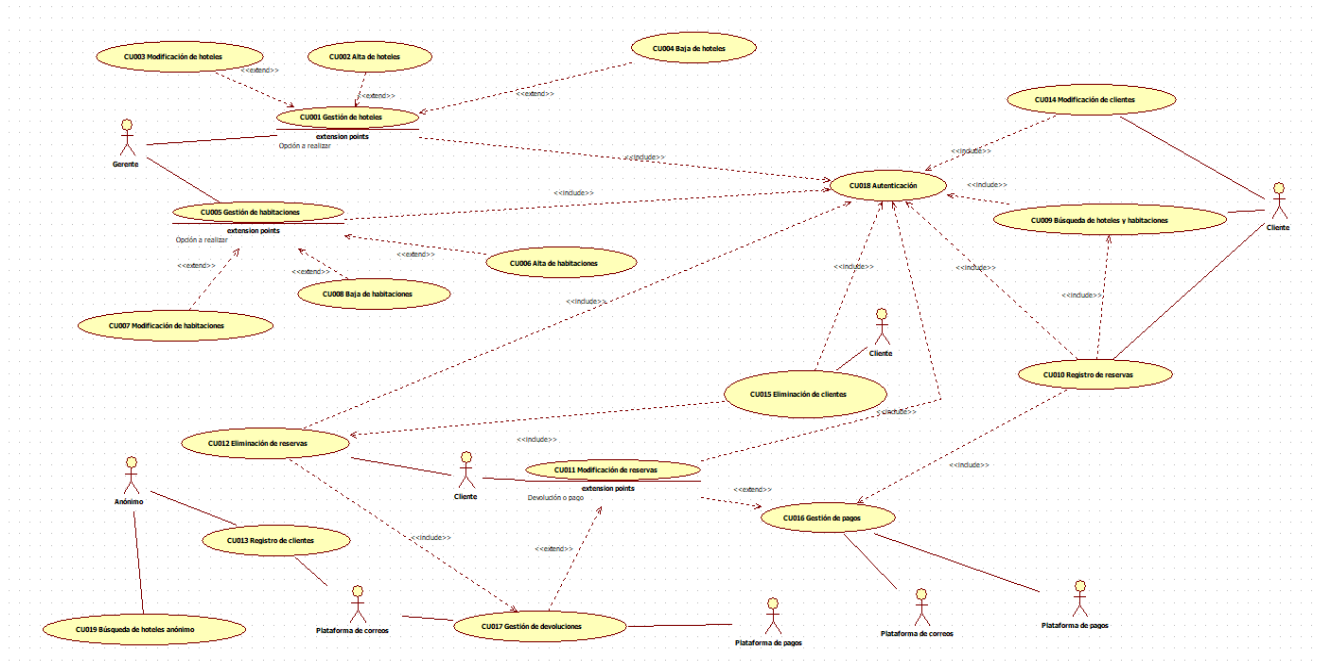 CU004 Baja de hoteles
CU003 Modificación de hoteles
CU002 Alta de hoteles
<<extend>>
<<extend>>
<<extend>>
CU014 Modificación de clientes
CU001 Gestión de hoteles
extension points
Opción a realizar
Gerente
<<include>>
<<include>>
CU018 Autenticación
<<include>>
<<include>>
CU005 Gestión de habitaciones
extension points
Opción a realizar
CU009 Búsqueda de hoteles y habitaciones
Cliente
<<extend>>
<<extend>>
<<extend>>
CU006 Alta de habitaciones
<<include>>
<<include>>
CU008 Baja de habitaciones
<<include>>
<<include>>
CU007 Modificación de habitaciones
Cliente
CU010 Registro de reservas
CU015 Eliminación de clientes
<<include>>
CU012 Eliminación de reservas
<<include>>
<<include>>
CU011 Modificación de reservas
extension points
Devolución o pago
Cliente
Anónimo
<<extend>>
CU016 Gestión de pagos
CU013 Registro de clientes
<<include>>
<<extend>>
CU019 Búsqueda de hoteles anónimo
Plataforma de correos
CU017 Gestión de devoluciones
Plataforma de pagos
Plataforma de correos
Plataforma de pagos